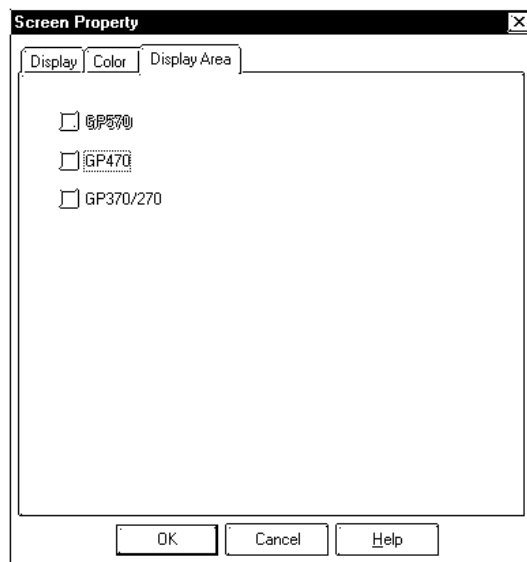 Screen Property
Display Color Display Area
GP570
GP470
GP370/270
OK Cancel Help